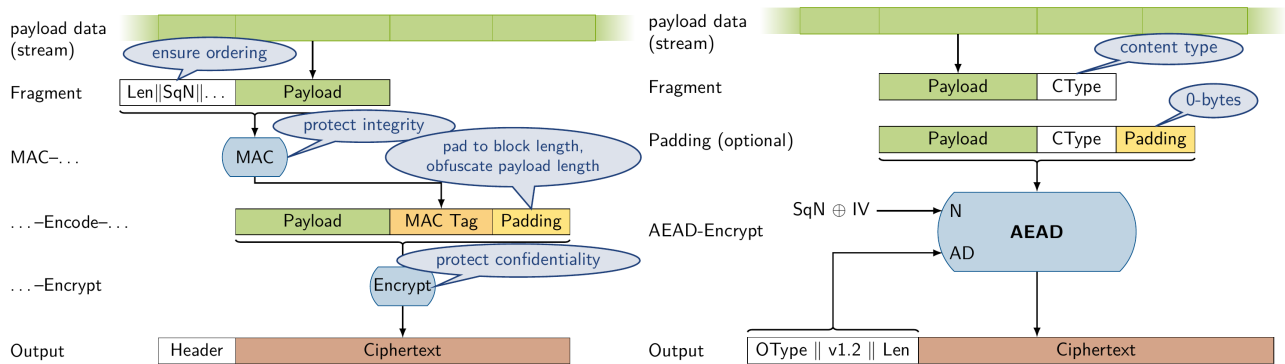 payload data
(stream)
ensure ordering
Fragment
Len∥SqN∥...
Payload
protect integrity
MAC–...
MAC
pad to block length,
obfuscate payload length
...–Encode–...
Payload
MAC Tag
Padding
protect confidentiality
...–Encrypt
Encrypt
Output
Header
Ciphertext
payload data
(stream)
content type
Fragment
Payload
CType
0-bytes
Padding (optional)
Payload
CType
Padding
SqN ⊕ IV
N
AEAD-Encrypt
AEAD
AD
Output
OType ∥ v1.2 ∥ Len
Ciphertext